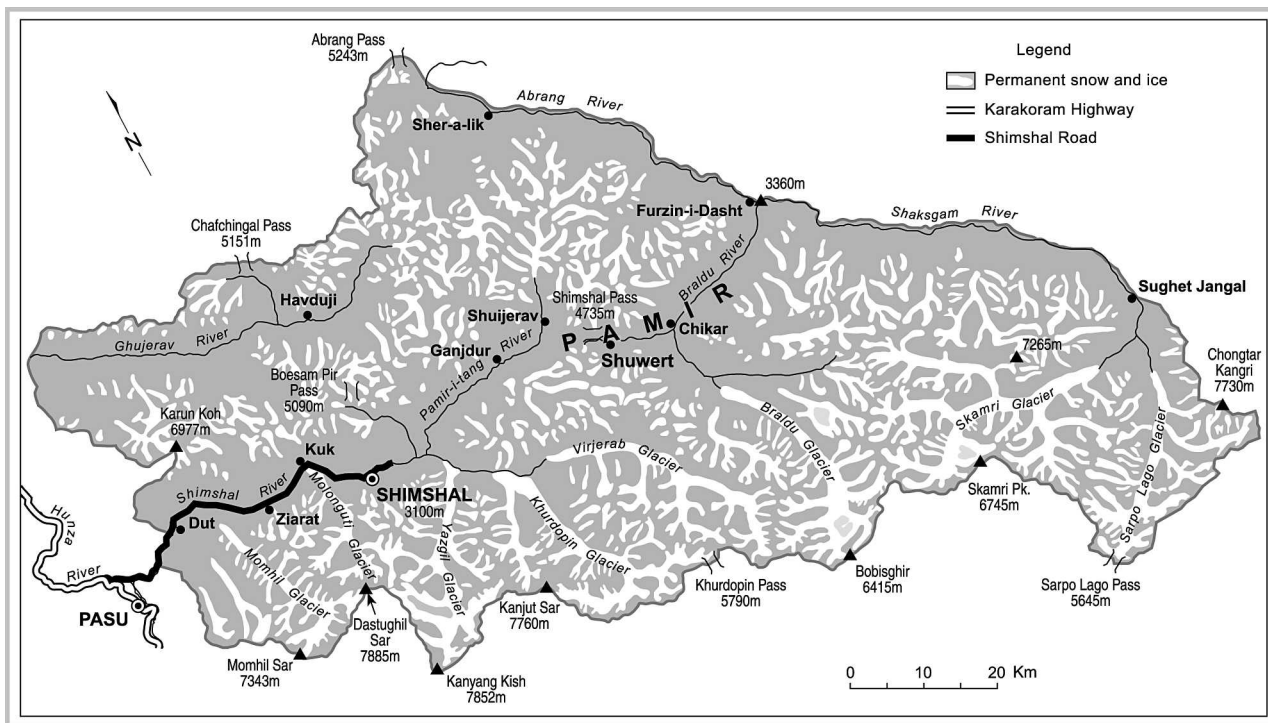 Abrang Pass
5243m
Legend
Permanent snow and ice
Karakoram Highway
Shimshal Road
N
Abrang River
Sher-a-lik
3360m
Furzin-i-Dasht
Shaksgam River
Chafchingal Pass
5151m
Braldu River
Havduji
Shimshal Pass
4735m
PAMIR
Sughet Jangal
Shuijerav
Chikar
Ghujerav River
Ganjdur
Shuwert
7265m
Chongtar
Kangri
7730m
Boesam Pir
Pass
5090m
Pamir-i-tang River
Karun Koh
6977m
Braldu Glacier
Skamri Glacier
Kuk
Virjerab Glacier
Shimshal River
Molonguti Glacier
SHIMSHAL
3100m
Skamri Pk.
6745m
Sarpo Lago Glacier
Hunza
River
Dut
Ziarat
Yazgil Glacier
Khurdopin Glacier
Momhil Glacier
Khurdopin Pass
5790m
Bobisghir
6415m
Sarpo Lago Pass
5645m
PASU
Dastughil
Sar
7885m
Kanjut Sar
7760m
Momhil Sar
7343m
Kanyang Kish
7852m
0 10 20 Km